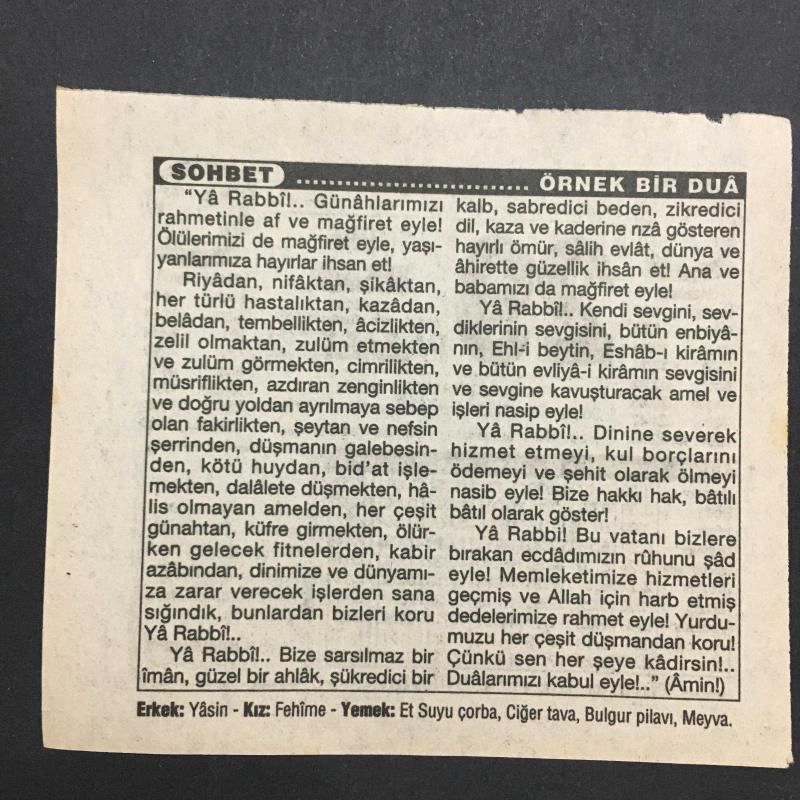 SOHBET ................................ ÖRNEK BİR DUÂ
“Yâ Rabbî!.. Günâhlarımızı
rahmetinle af ve mağfiret eyle!
Ölülerimizi de mağfiret eyle, yaşı-
yanlarımıza hayırlar ihsan et!
Riyâdan, nifâktan, şikâktan,
her türlü hastalıktan, kazâdan,
belâdan, tembellikten, âcizlikten,
zelil olmaktan, zulüm etmekten
ve zulüm görmekten, cimrilikten,
müsriflikten, azdıran zenginlikten
ve doğru yoldan ayrılmaya sebep
olan fakirlikten, şeytan ve nefsin
şerrinden, düşmanın galebesin-
den, kötü huydan, bid'at işle-
mekten, dalâlete düşmekten, hâ-
lis olmayan amelden, her çeşit
günahtan, küfre girmekten, ölür-
ken gelecek fitnelerden, kabir
azâbından, dinimize ve dünyamı-
za zarar verecek işlerden sana
sığındık, bunlardan bizleri koru
Yâ Rabbî!..
Yâ Rabbî!.. Bize sarsılmaz bir
îmân, güzel bir ahlâk, şükredici bir
kalb, sabredici beden, zikredici
dil, kaza ve kaderine rızâ gösteren
hayırlı ömür, sâlih evlât, dünya ve
âhirette güzellik ihsân et! Ana ve
babamızı da mağfiret eyle!
Yâ Rabbî!.. Kendi sevgini, sev-
diklerinin sevgisini, bütün enbiyâ-
nın, Ehl-i beytin, Eshâb-ı kirâmın
ve bütün evliyâ-i kirâmın sevgisini
ve sevgine kavuşturacak amel ve
işleri nasip eyle!
Yâ Rabbî!.. Dinine severek
hizmet etmeyi, kul borçlarını
ödemeyi ve şehit olarak ölmeyi
nasib eyle! Bize hakkı hak, bâtılı
bâtıl olarak göster!
Yâ Rabbi! Bu vatanı bizlere
bırakan ecdâdımızın rûhunu şâd
eyle! Memleketimize hizmetleri
geçmiş ve Allah için harb etmiş
dedelerimize rahmet eyle! Yurdu-
muzu her çeşit düşmandan koru!
Çünkü sen her şeye kâdirsin!..
Duâlarımızı kabul eyle!..” (Âmin!)
Erkek: Yâsin - Kız: Fehîme - Yemek: Et Suyu çorba, Ciğer tava, Bulgur pilavı, Meyva.